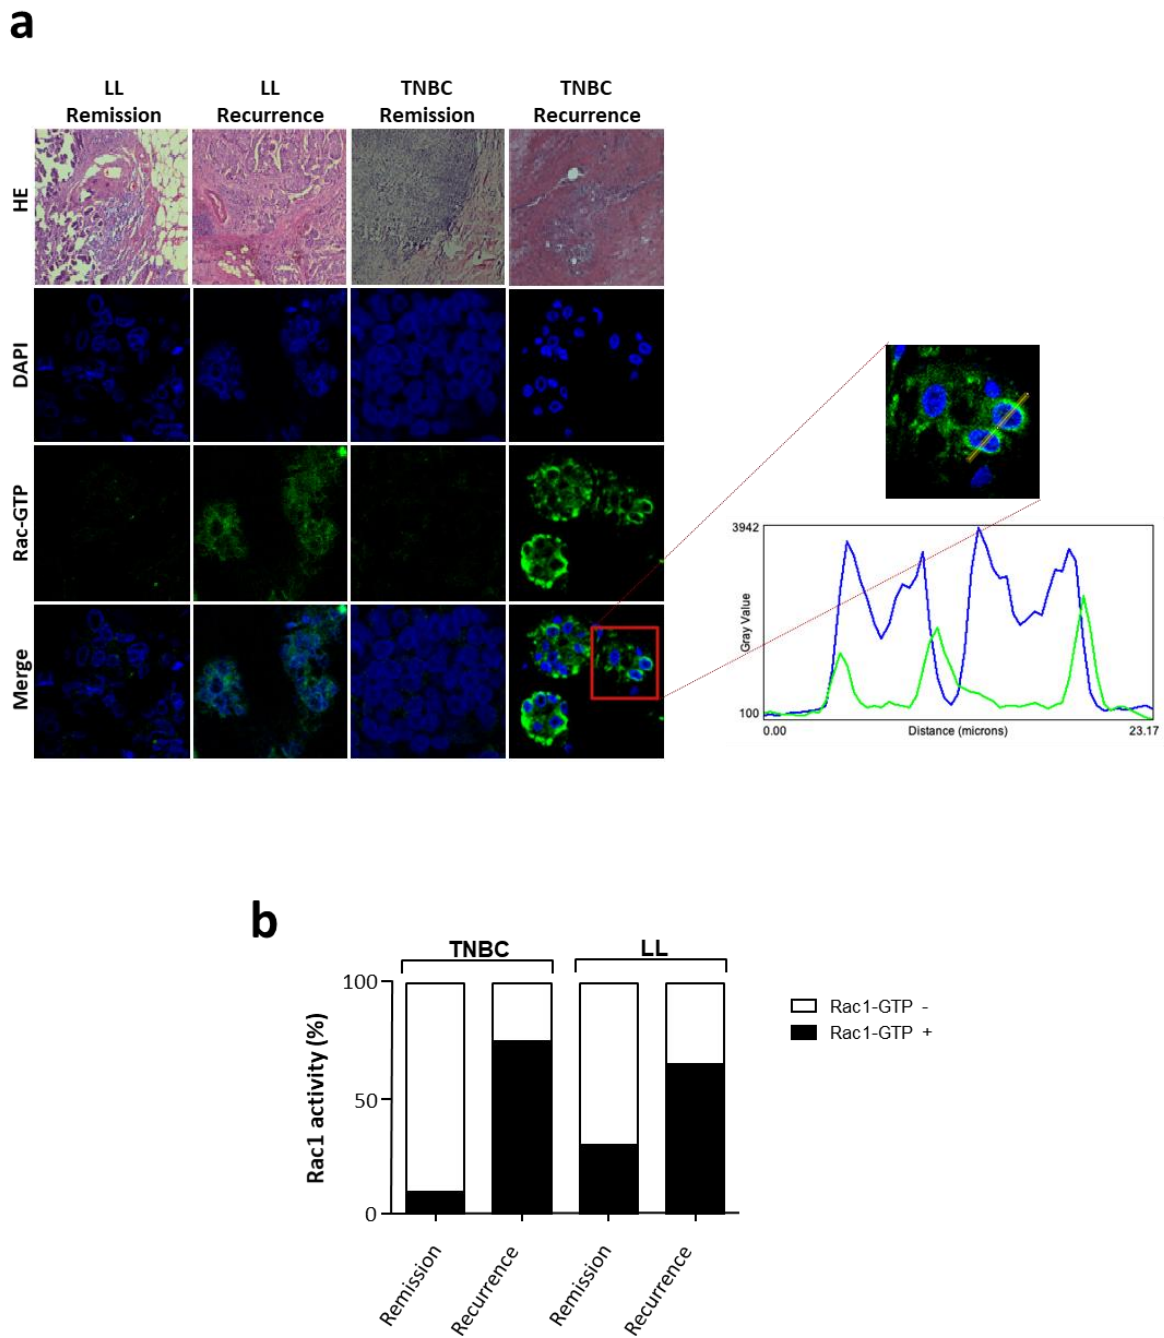 a
LL
Remission
LL
Recurrence
TNBC
Remission
TNBC
Recurrence
HE
DAPI
Rac-GTP
Merge
3942
Gray Value
100
0.00
Distance (microns)
23.17
b
TNBC
LL
100
50
0
Rac1 activity (%)
Rac1-GTP -
Rac1-GTP +
Remission
Recurrence
Remission
Recurrence